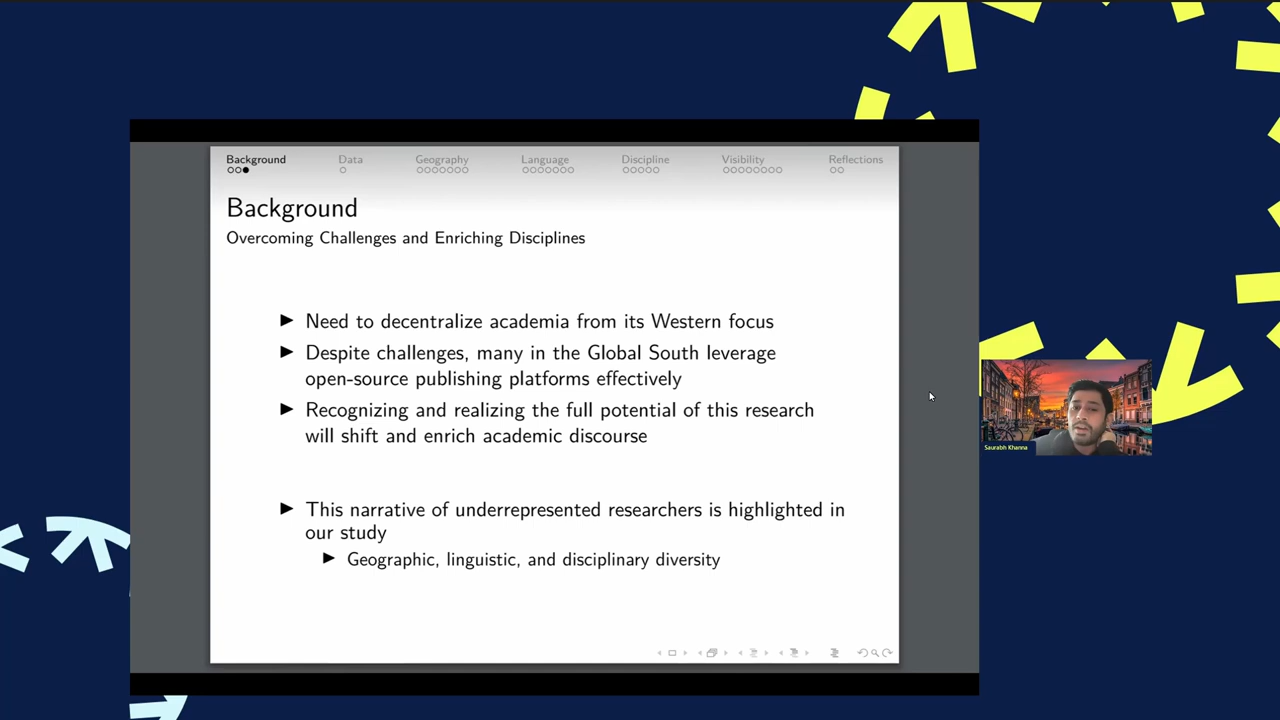 Background Data Geography Language Discipline Visibility Reflections
Background
Overcoming Challenges and Enriching Disciplines
Need to decentralize academia from its Western focus
Despite challenges, many in the Global South leverage
open-source publishing platforms effectively
Recognizing and realizing the full potential of this research
will shift and enrich academic discourse
This narrative of underrepresented researchers is highlighted in
our study
Geographic, linguistic, and disciplinary diversity
Saurabh Khanna